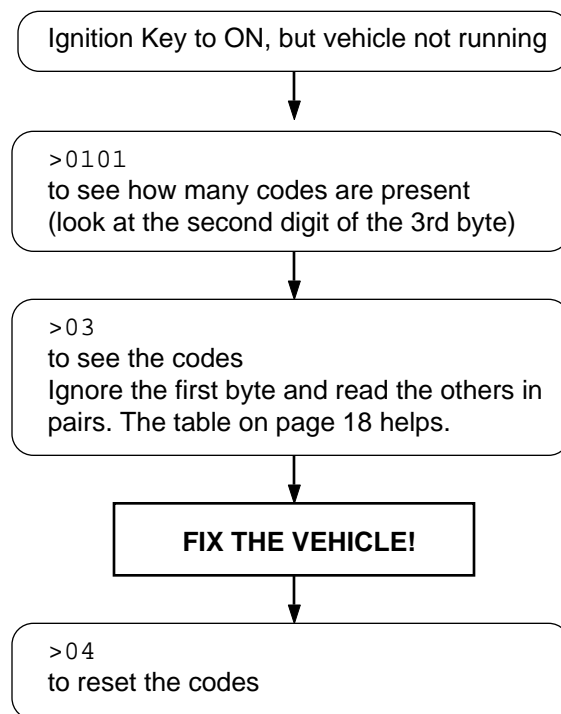 Ignition Key to ON, but vehicle not running
>0101
to see how many codes are present
(look at the second digit of the 3rd byte)
>03
to see the codes
Ignore the first byte and read the others in
pairs. The table on page 18 helps.
FIX THE VEHICLE!
>04
to reset the codes